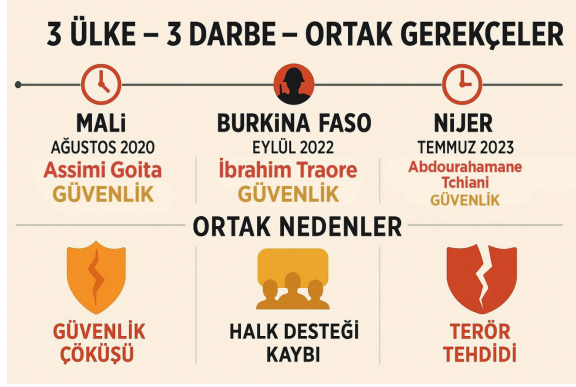 3 ÜLKE – 3 DARBE – ORTAK GEREKÇELER
MALİ
AĞUSTOS 2020
Assimi Goita
GÜVENLİK
BURKİNA FASO
EYLÜL 2022
İbrahim Traore
GÜVENLİK
NİJER
TEMMUZ 2023
Abdourahamane
Tchiani
GÜVENLİK
ORTAK NEDENLER
GÜVENLİK
ÇÖKÜŞÜ
HALK DESTEĞİ
KAYBI
TERÖR
TEHDİDİ